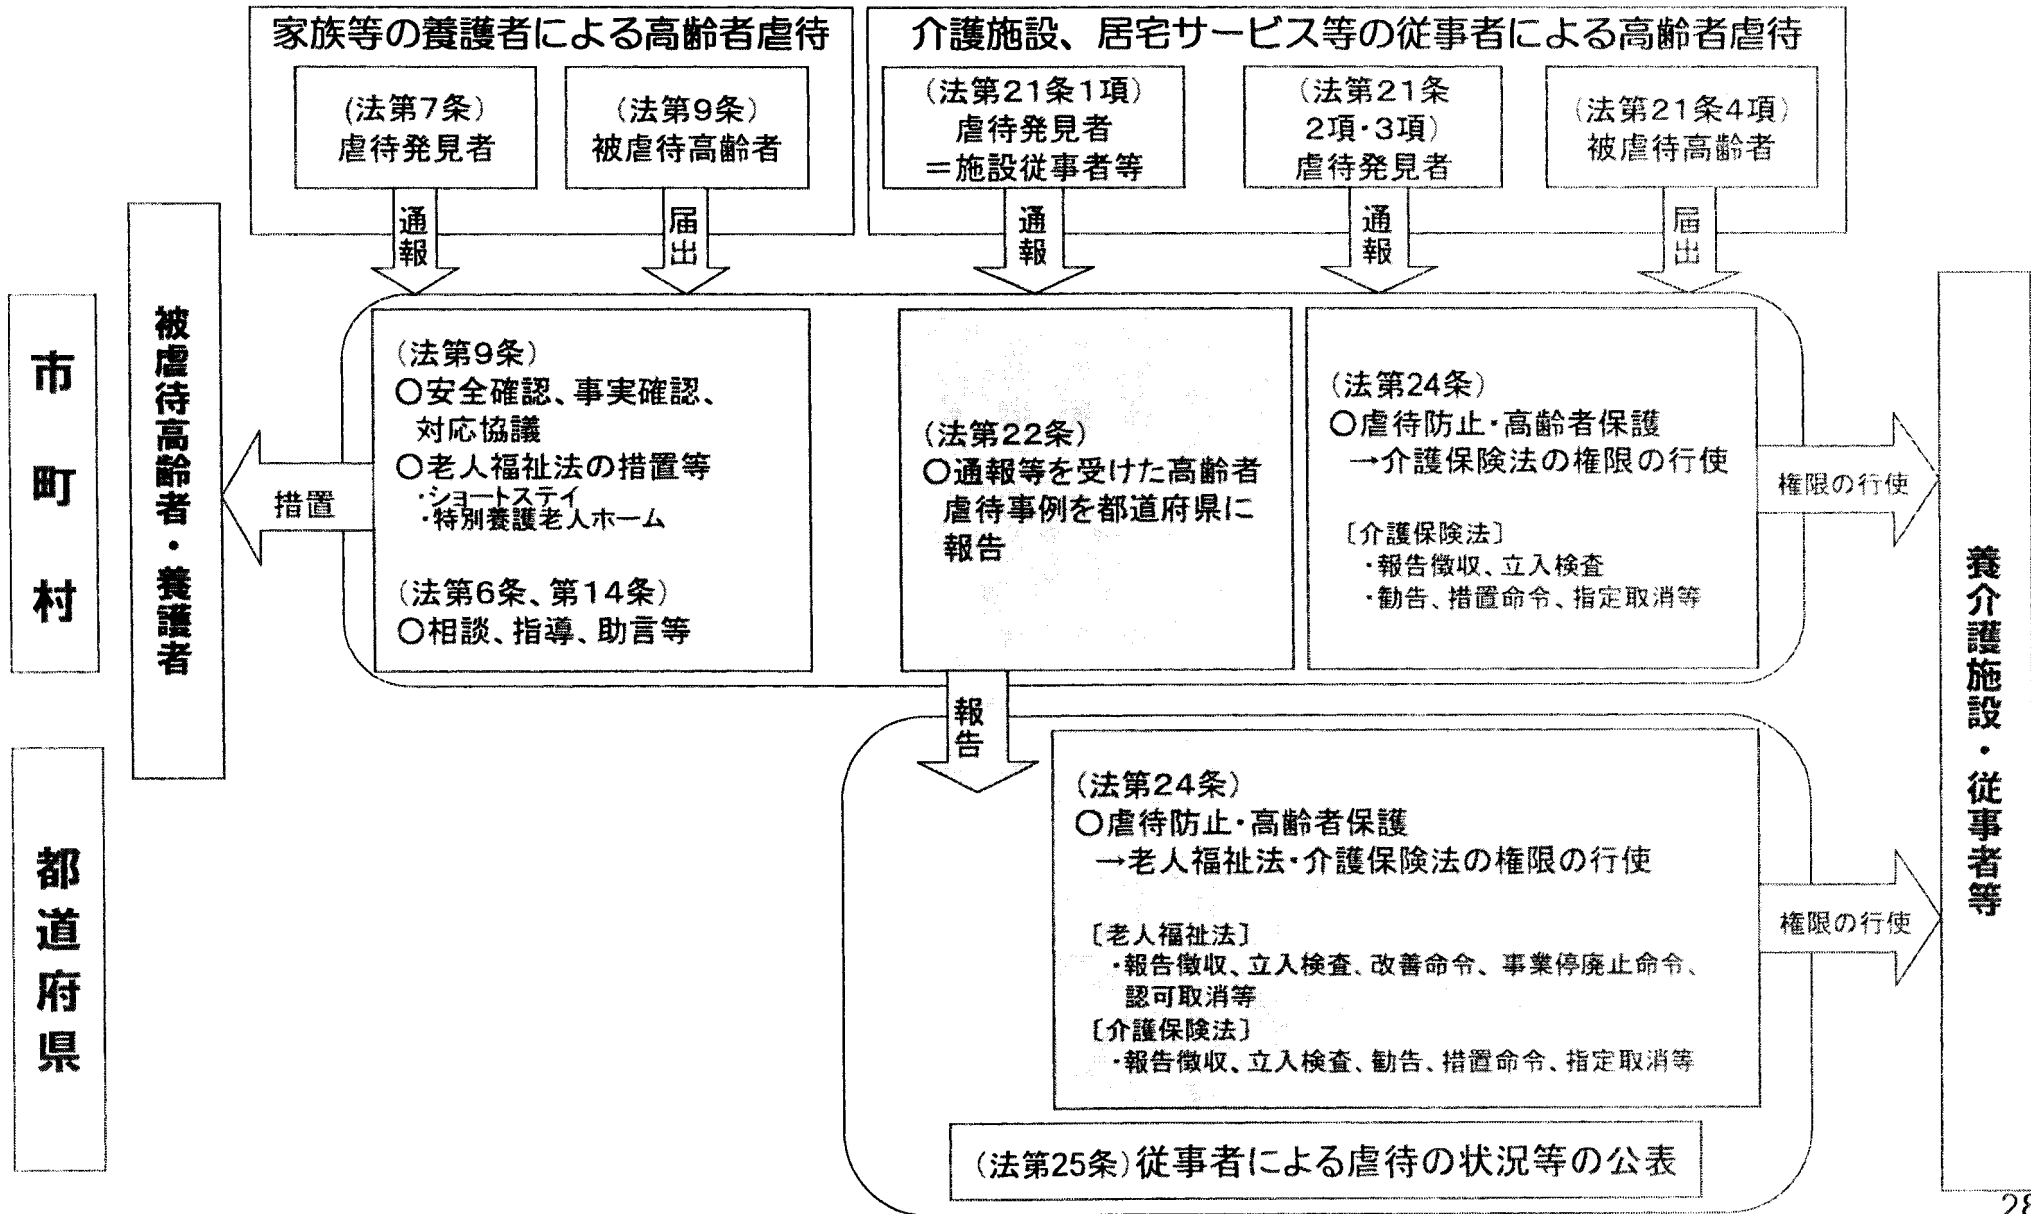 家族等の養護者による高齢者虐待
(法第7条)
虐待発見者
(法第9条)
被虐待高齢者
通報
届出
介護施設、居宅サービス等の従事者による高齢者虐待
(法第21条1項)
虐待発見者
=施設従事者等
(法第21条
2項・3項)
虐待発見者
(法第21条4項)
被虐待高齢者
通報
通報
届出
市町村
被虐待高齢者・養護者
措置
(法第9条)
○安全確認、事実確認、
対応協議
○老人福祉法の措置等
・ショートステイ
・特別養護老人ホーム
(法第6条、第14条)
○相談、指導、助言等
(法第22条)
○通報等を受けた高齢者
虐待事例を都道府県に
報告
(法第24条)
○虐待防止・高齢者保護
→介護保険法の権限の行使
〔介護保険法〕
・報告徴収、立入検査
・勧告、措置命令、指定取消等
権限の行使
養介護施設・従事者等
報告
都道府県
(法第24条)
○虐待防止・高齢者保護
→老人福祉法・介護保険法の権限の行使
〔老人福祉法〕
・報告徴収、立入検査、改善命令、事業停廃止命令、
認可取消等
〔介護保険法〕
・報告徴収、立入検査、勧告、措置命令、指定取消等
権限の行使
(法第25条)従事者による虐待の状況等の公表
28